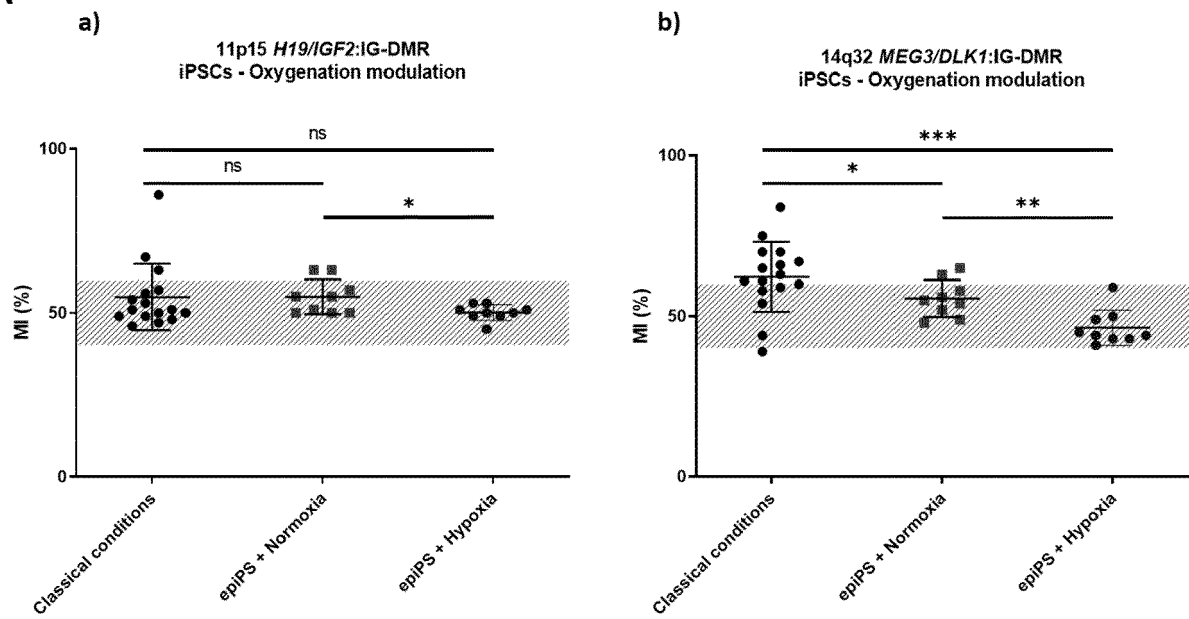 a)
11p15 H19/IGF2:IG-DMR
iPSCs - Oxygenation modulation
ns
100
ns
*
MI (%)
50
0
Classical conditions
epiPS + Normoxia
epiPS + Hypoxia
b)
14q32 MEG3/DLK1:IG-DMR
iPSCs - Oxygenation modulation
***
100
*
**
MI (%)
50
0
Classical conditions
epiPS + Normoxia
epiPS + Hypoxia